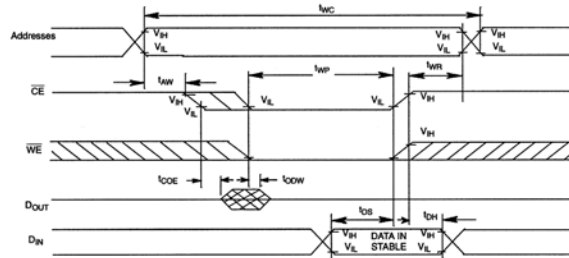 tWC
Addresses VIH VIH VIH
VIL VIL VIL
tAW tWP tWR
CE VIH VIL VIL VIH
VIL
WE VIH
tCOE tODW
DOUT tDS tDH
DIN VIH DATA IN VIH
VIL STABLE VIL